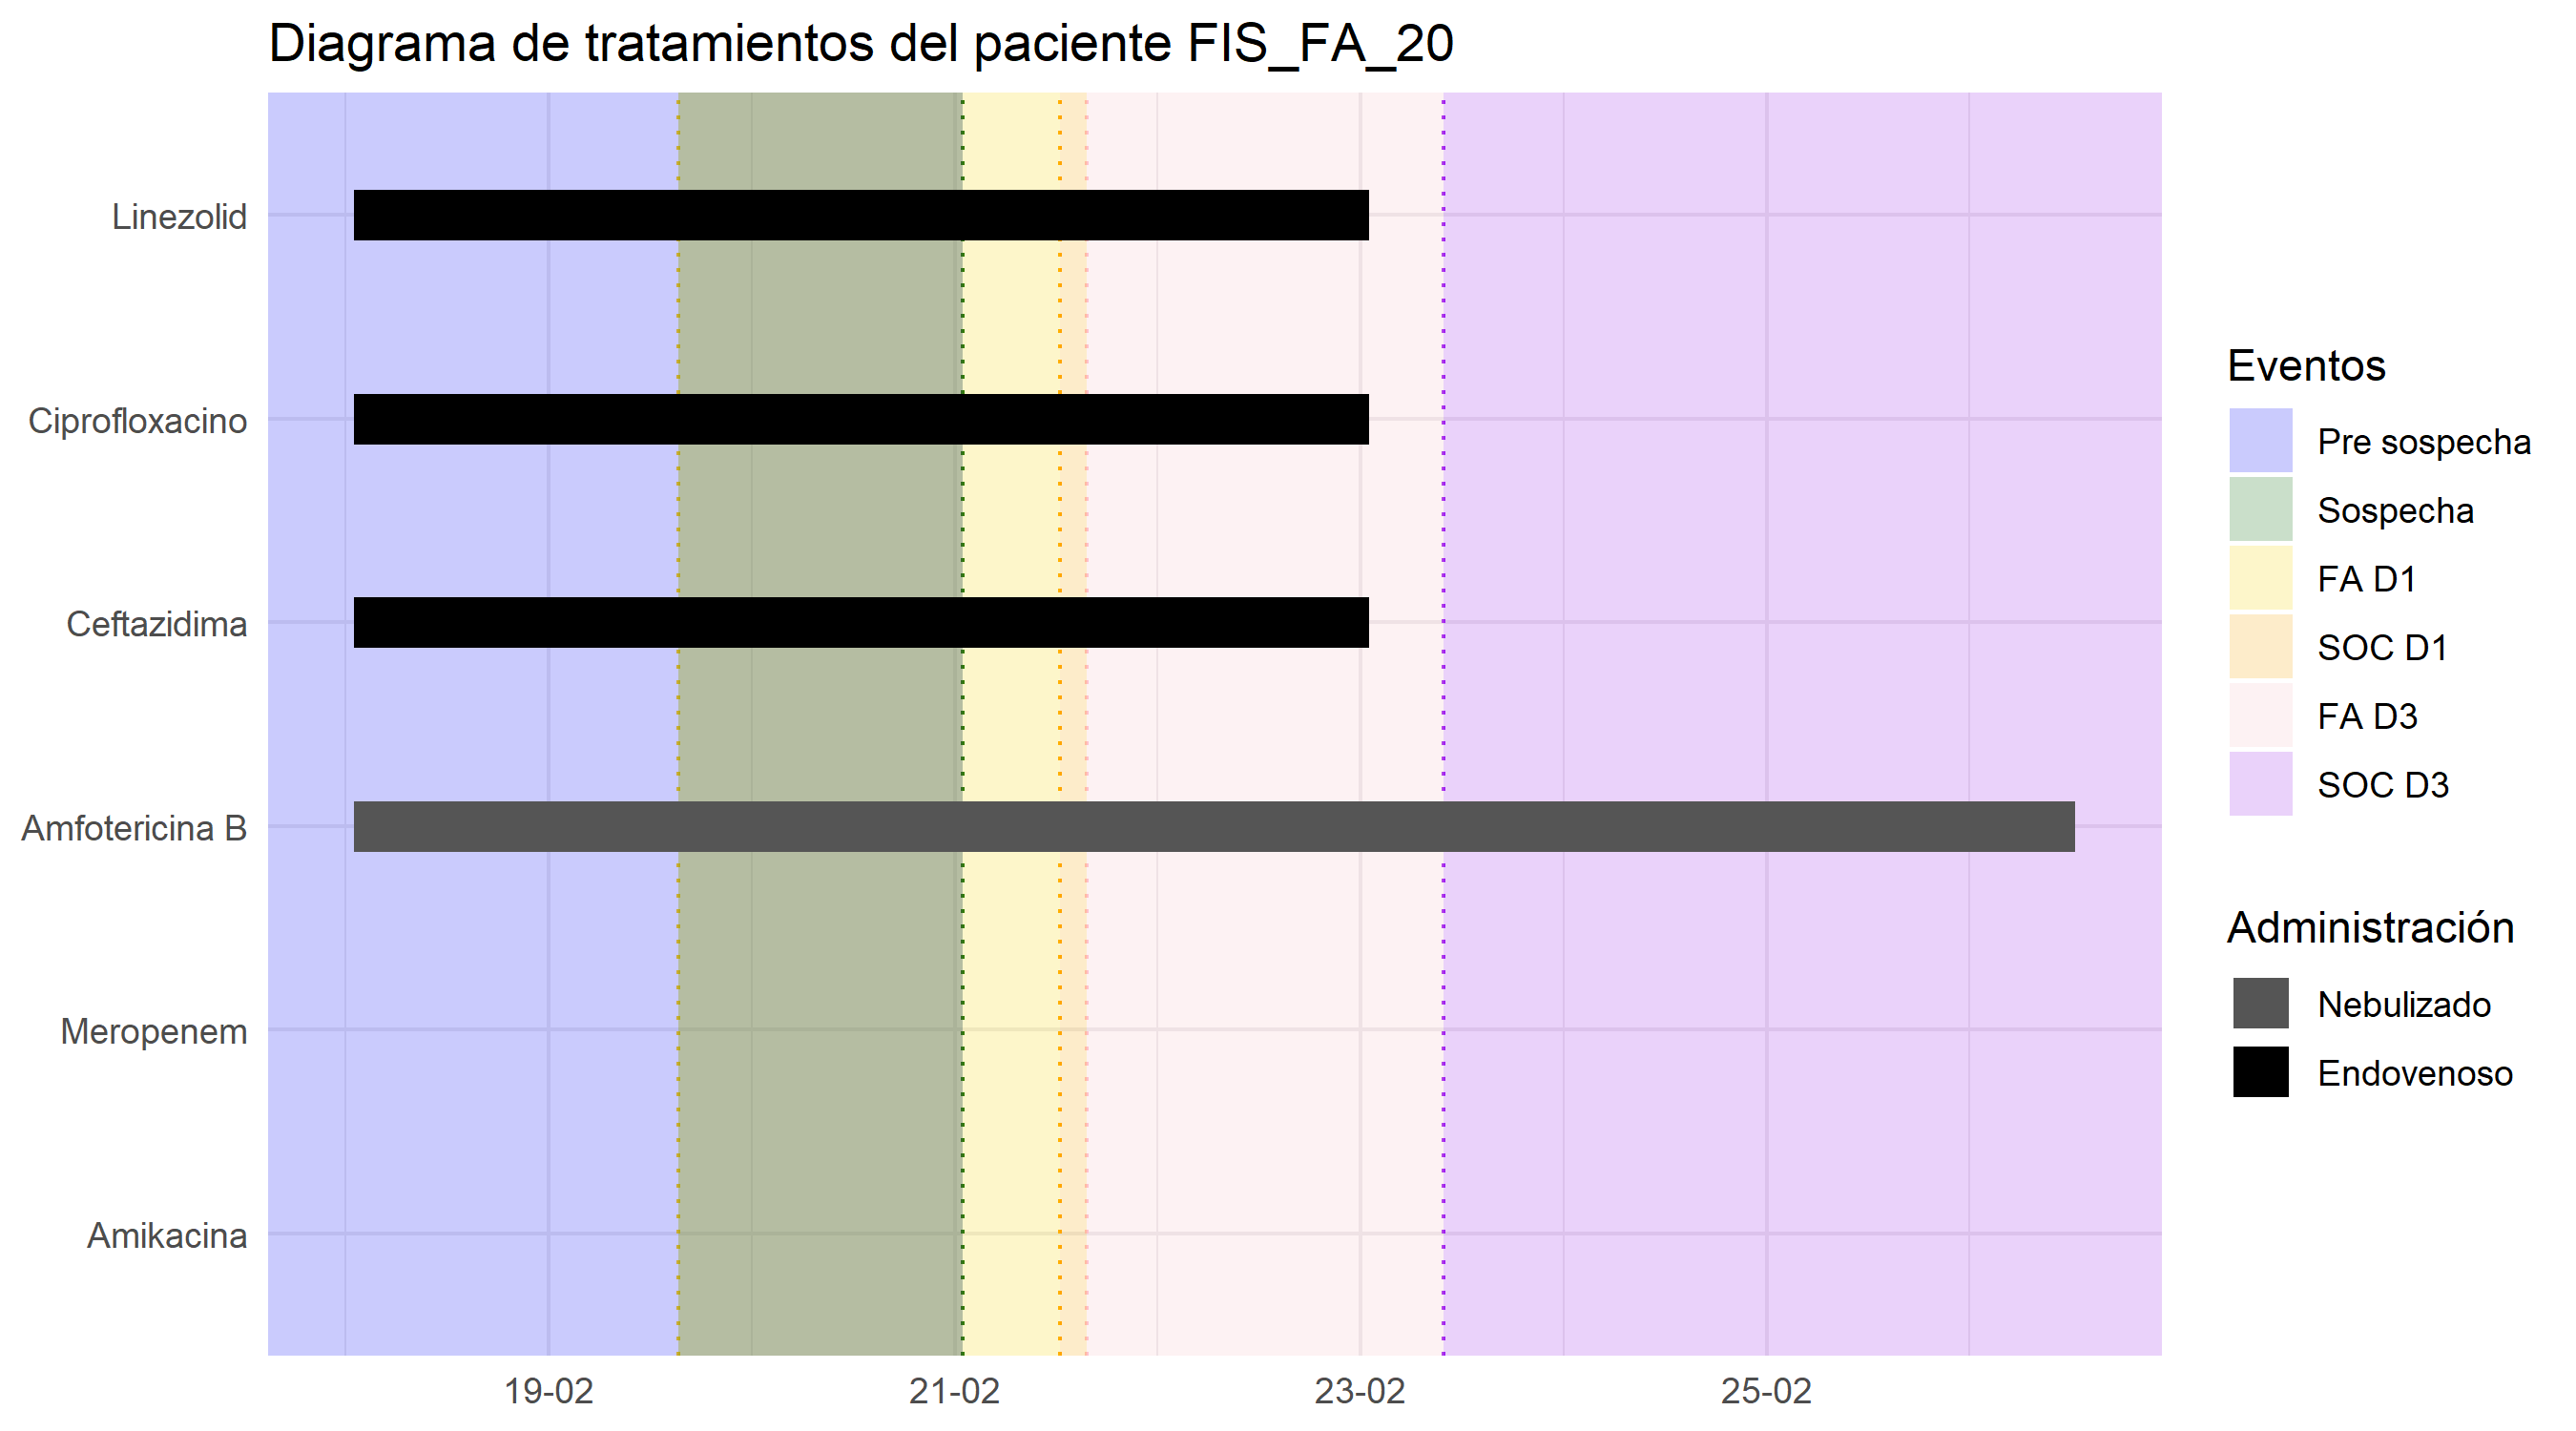 Diagrama de tratamientos del paciente FIS_FA_20
Linezolid
Ciprofloxacino
Ceftazidima
Amfotericina B
Meropenem
Amikacina
19-02
21-02
23-02
25-02
Eventos
Pre sospecha
Sospecha
FA D1
SOC D1
FA D3
SOC D3
Administración
Nebulizado
Endovenoso